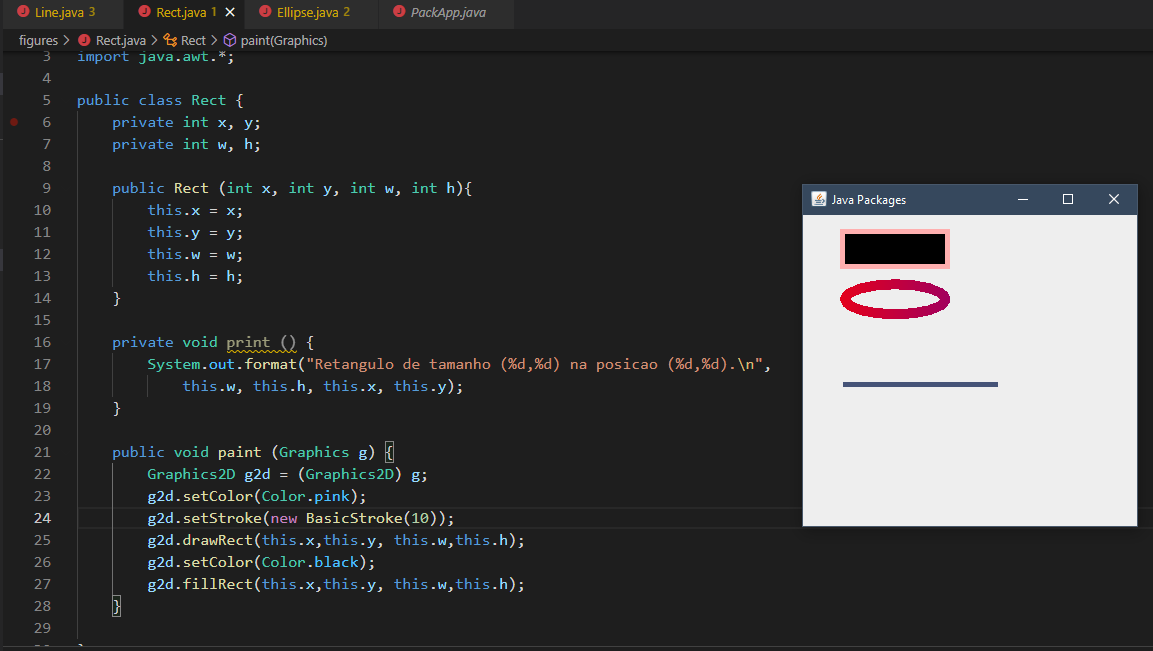 Line.java 3 Rect.java 1 Ellipse.java 2 PackApp.java
figures > Rect.java > Rect > paint(Graphics)
3 import java.awt.*;
4
5 public class Rect {
6 private int x, y;
7 private int w, h;
8
9 public Rect (int x, int y, int w, int h){
10 this.x = x;
11 this.y = y;
12 this.w = w;
13 this.h = h;
14 }
15
16 private void print () {
17 System.out.format("Retangulo de tamanho (%d,%d) na posicao (%d,%d).\n",
18 this.w, this.h, this.x, this.y);
19 }
20
21 public void paint (Graphics g) {
22 Graphics2D g2d = (Graphics2D) g;
23 g2d.setColor(Color.pink);
24 g2d.setStroke(new BasicStroke(10));
25 g2d.drawRect(this.x,this.y, this.w,this.h);
26 g2d.setColor(Color.black);
27 g2d.fillRect(this.x,this.y, this.w,this.h);
28 }
29
Java Packages